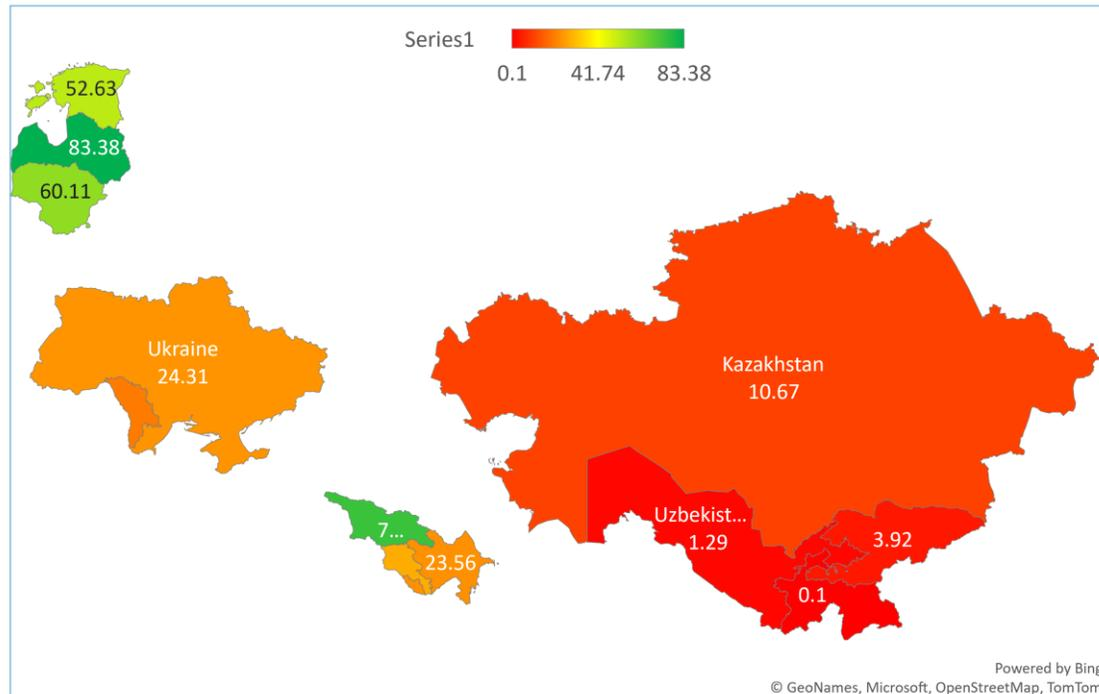 Series1
0.1 41.74 83.38
52.63
83.38
60.11
Ukraine
24.31
Kazakhstan
10.67
7...
23.56
Uzbekist...
1.29
3.92
0.1
Powered by Bing
© GeoNames, Microsoft, OpenStreetMap, TomTom